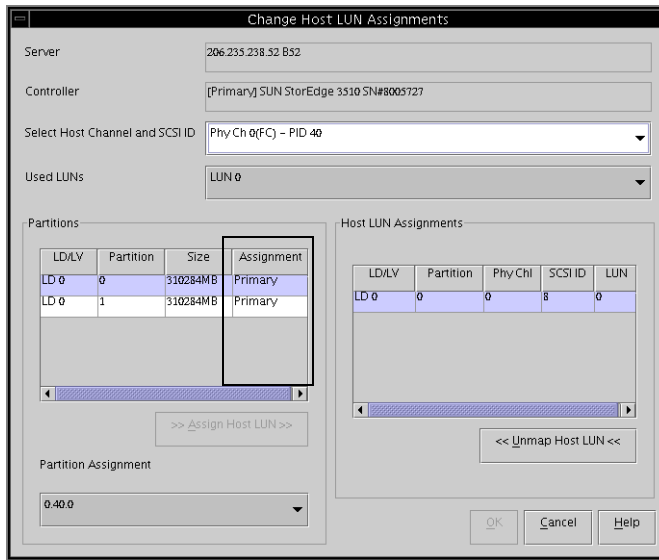 Change Host LUN Assignments
Server
206.235.238.52 B52
Controller
[Primary] SUN StorEdge 3510 SN#8005727
Select Host Channel and SCSI ID
Phy Ch 0(FC) - PID 40
Used LUNs
LUN 0
Partitions
LD/LV Partition Size Assignment
LD 0 0 310284MB Primary
LD 0 1 310284MB Primary
>> Assign Host LUN >>
Partition Assignment
0.40.0
Host LUN Assignments
LD/LV Partition Phy Chl SCSI ID LUN
LD 0 0 0 8 0
<< Unmap Host LUN <<
OK Cancel Help